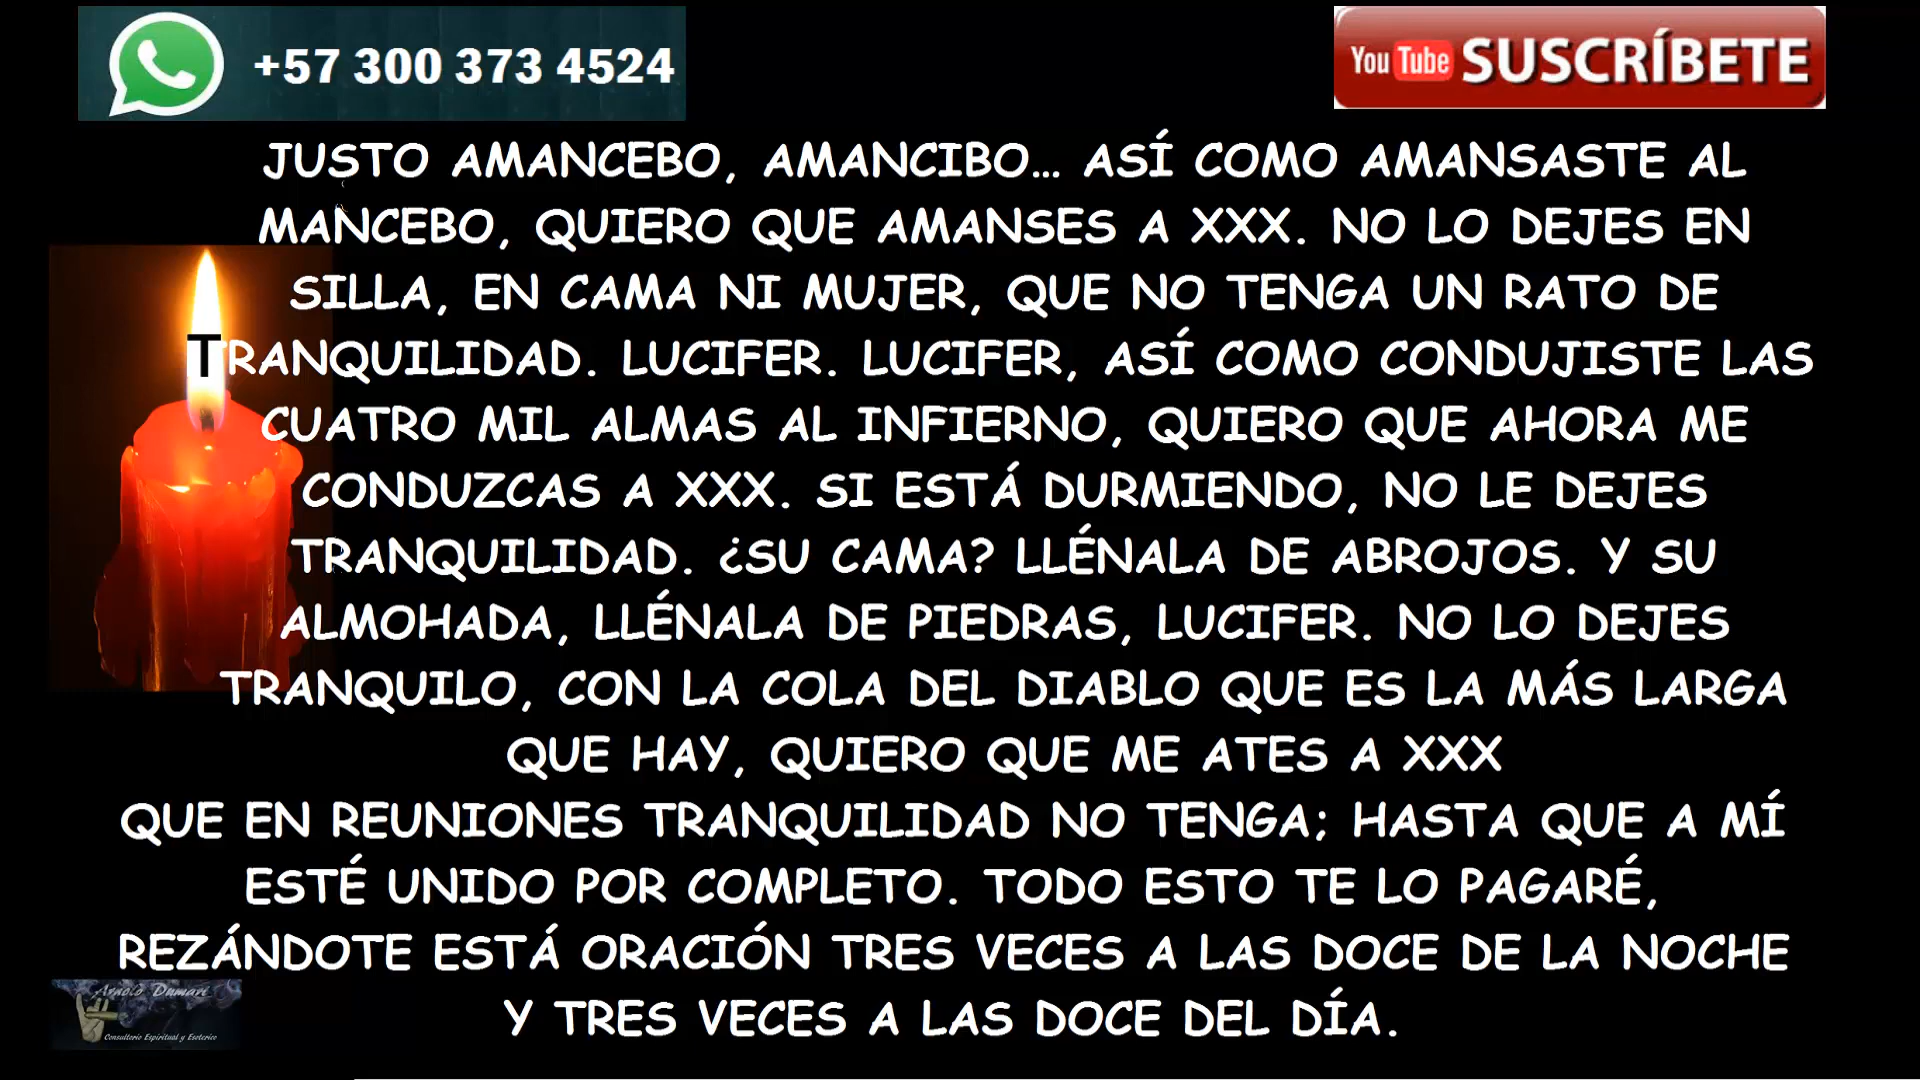 +57 300 373 4524
You Tube SUSCRÍBETE
JUSTO AMANCEBO, AMANCIBO... ASÍ COMO AMANSASTE AL
MANCEBO, QUIERO QUE AMANSES A XXX. NO LO DEJES EN
SILLA, EN CAMA NI MUJER, QUE NO TENGA UN RATO DE
TRANQUILIDAD. LUCIFER. LUCIFER, ASÍ COMO CONDUJISTE LAS
CUATRO MIL ALMAS AL INFIERNO, QUIERO QUE AHORA ME
CONDUZCAS A XXX. SI ESTÁ DURMIENDO, NO LE DEJES
TRANQUILIDAD. ¿SU CAMA? LLÉNALA DE ABROJOS. Y SU
ALMOHADA, LLÉNALA DE PIEDRAS, LUCIFER. NO LO DEJES
TRANQUILO, CON LA COLA DEL DIABLO QUE ES LA MÁS LARGA
QUE HAY, QUIERO QUE ME ATES A XXX
QUE EN REUNIONES TRANQUILIDAD NO TENGA; HASTA QUE A MÍ
ESTÉ UNIDO POR COMPLETO. TODO ESTO TE LO PAGARÉ,
REZÁNDOTE ESTÁ ORACIÓN TRES VECES A LAS DOCE DE LA NOCHE
Y TRES VECES A LAS DOCE DEL DÍA.
Arnolo Dumari
Consultorio Espiritual y Esoterico